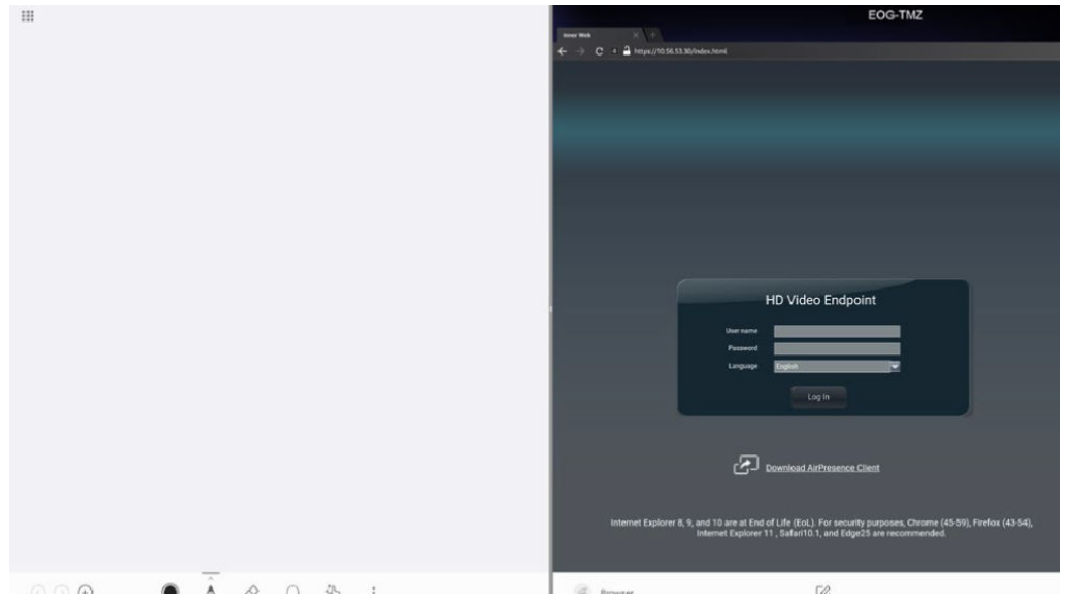 EOG-TMZ
Inner Web
https://10.56.53.30/index.html
HD Video Endpoint
User name
Password
Language
English
Log In
Download AirPresence Client
Internet Explorer 8, 9, and 10 are at End of Life (EoL). For security purposes, Chrome (45-59), Firefox (43-54),
Internet Explorer 11 , Safari10.1, and Edge25 are recommended.
Browser